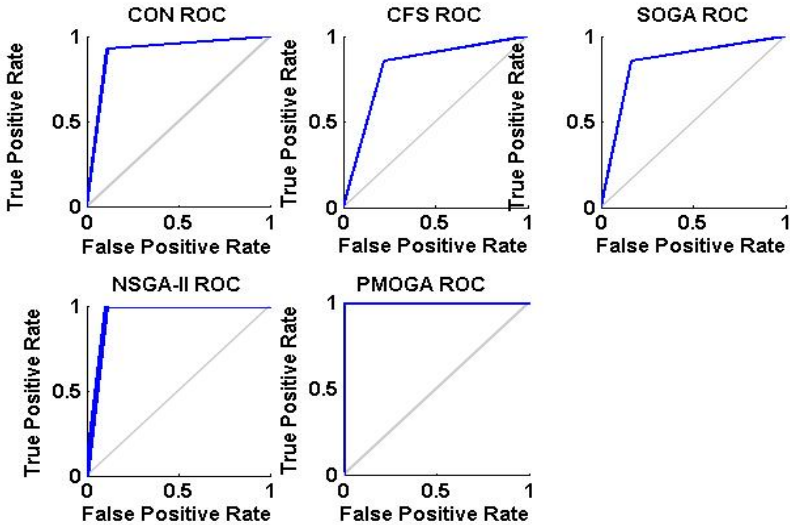 CON ROC
1
0.5
0
0
0.5
1
True Positive Rate
False Positive Rate
CFS ROC
1
0.5
0
0
0.5
1
True Positive Rate
False Positive Rate
SOGA ROC
1
0.5
0
0
0.5
1
True Positive Rate
False Positive Rate
NSGA-II ROC
1
0.5
0
0
0.5
1
True Positive Rate
False Positive Rate
PMOGA ROC
1
0.5
0
0
0.5
1
True Positive Rate
False Positive Rate